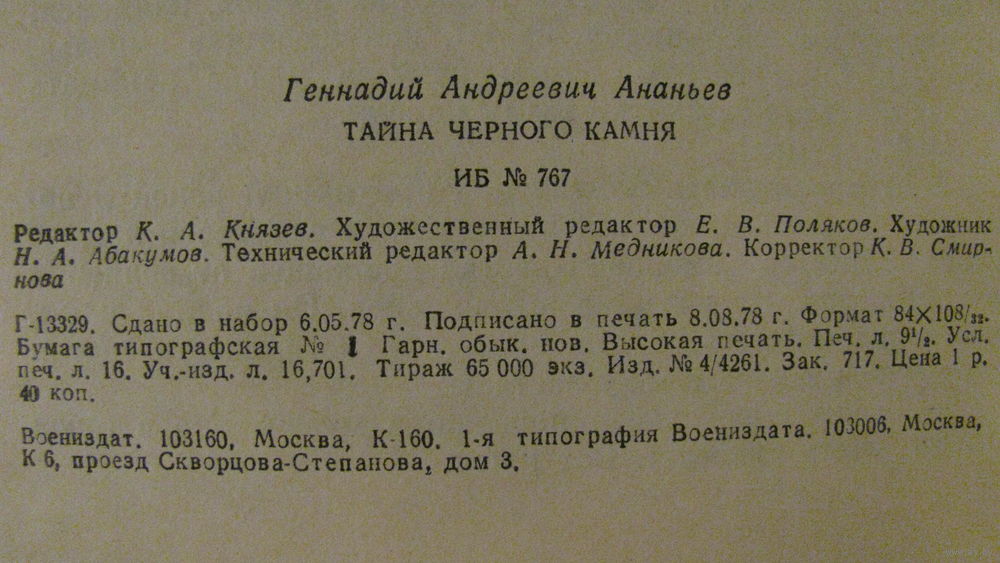 Геннадий Андреевич Ананьев
ТАЙНА ЧЕРНОГО КАМНЯ
ИБ № 767
Редактор К. А. Князев. Художественный редактор Е. В. Поляков. Художник
Н. А. Абакумов. Технический редактор А. Н. Медникова. Корректор К. В. Смир-
нова
Г-13329. Сдано в набор 6.05.78 г. Подписано в печать 8.08.78 г. Формат 84×108/₃₂.
Бумага типографская № 1 Гарн. обык. нов. Высокая печать. Печ. л. 9½. Усл.
печ. л. 16. Уч.-изд. л. 16,701. Тираж 65 000 экз. Изд. № 4/4261. Зак. 717. Цена 1 р.
40 коп.
Воениздат. 103160, Москва, К-160. 1-я типография Воениздата. 103006, Москва,
К 6, проезд Скворцова-Степанова, дом 3.